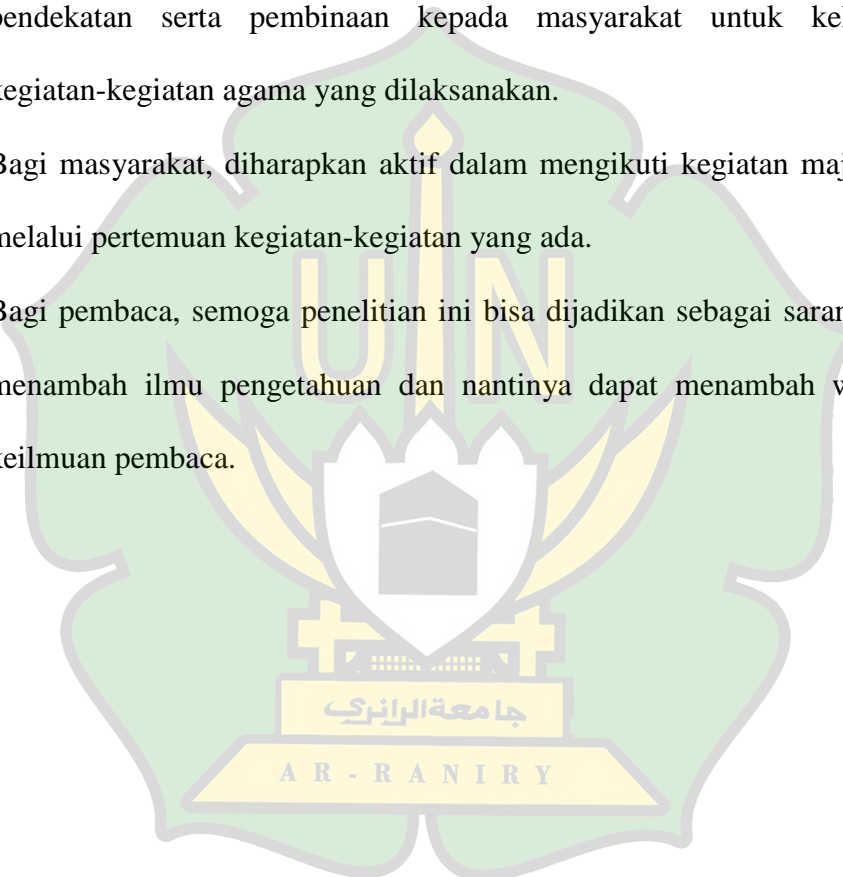 pendekatan serta pembinaan kepada masyarakat untuk
kegiatan-kegiatan agama yang dilaksanakan.
Bagi masyarakat, diharapkan aktif dalam mengikuti kegiatan
melalui pertemuan kegiatan-kegiatan yang ada.
Bagi pembaca, semoga penelitian ini bisa dijadikan sebagai
menambah ilmu pengetahuan dan nantinya dapat menambah
keilmuan pembaca.
UIN
جامعةالرانرك
AR-RANIRY